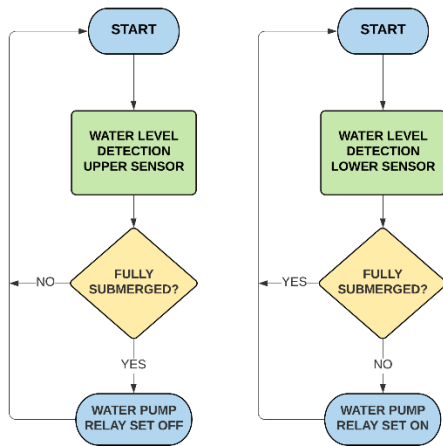 START
WATER LEVEL
DETECTION
UPPER SENSOR
FULLY
SUBMERGED?
NO
YES
WATER PUMP
RELAY SET OFF
START
WATER LEVEL
DETECTION
LOWER SENSOR
FULLY
SUBMERGED?
YES
NO
WATER PUMP
RELAY SET ON